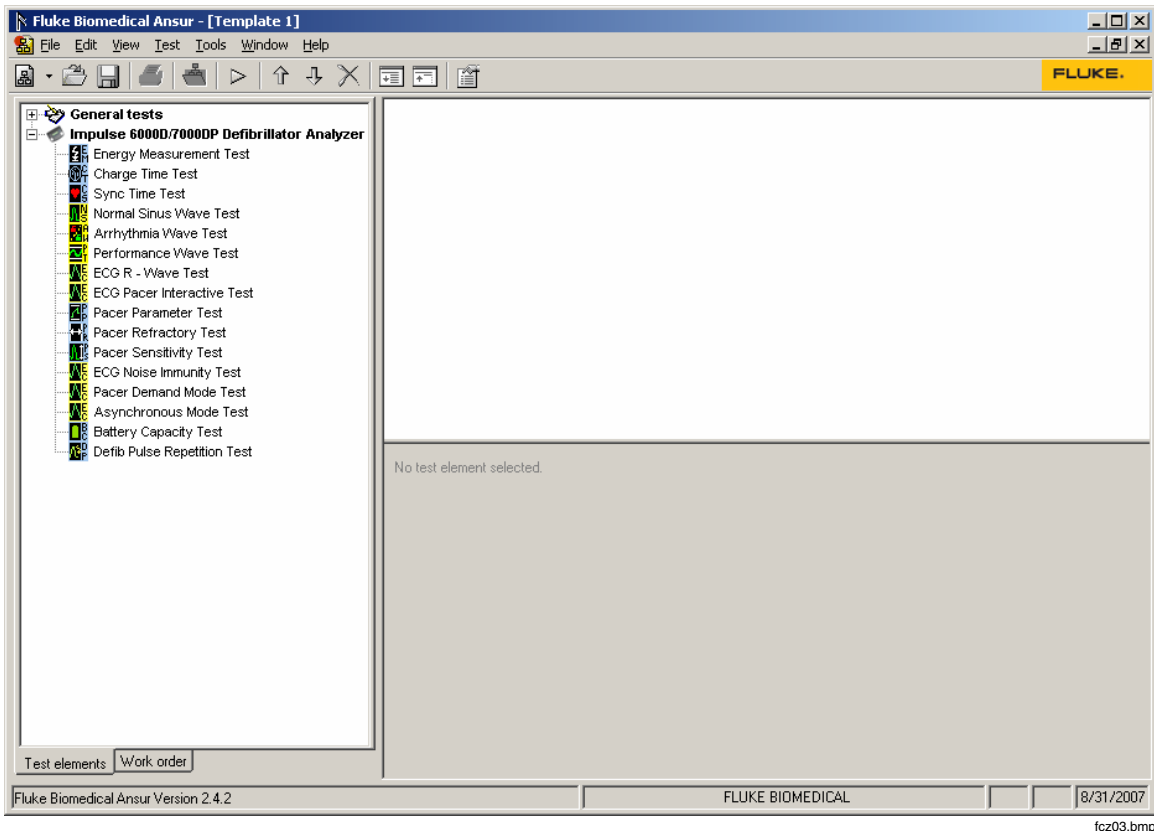 Fluke Biomedical Ansur - [Template 1]
File Edit View Test Tools Window Help
FLUKE.
General tests
Impulse 6000D/7000DP Defibrillator Analyzer
Energy Measurement Test
Charge Time Test
Sync Time Test
Normal Sinus Wave Test
Arrhythmia Wave Test
Performance Wave Test
ECG R - Wave Test
ECG Pacer Interactive Test
Pacer Parameter Test
Pacer Refractory Test
Pacer Sensitivity Test
ECG Noise Immunity Test
Pacer Demand Mode Test
Asynchronous Mode Test
Battery Capacity Test
Defib Pulse Repetition Test
No test element selected.
Test elements Work order
Fluke Biomedical Ansur Version 2.4.2 FLUKE BIOMEDICAL 8/31/2007
fcz03.bmp